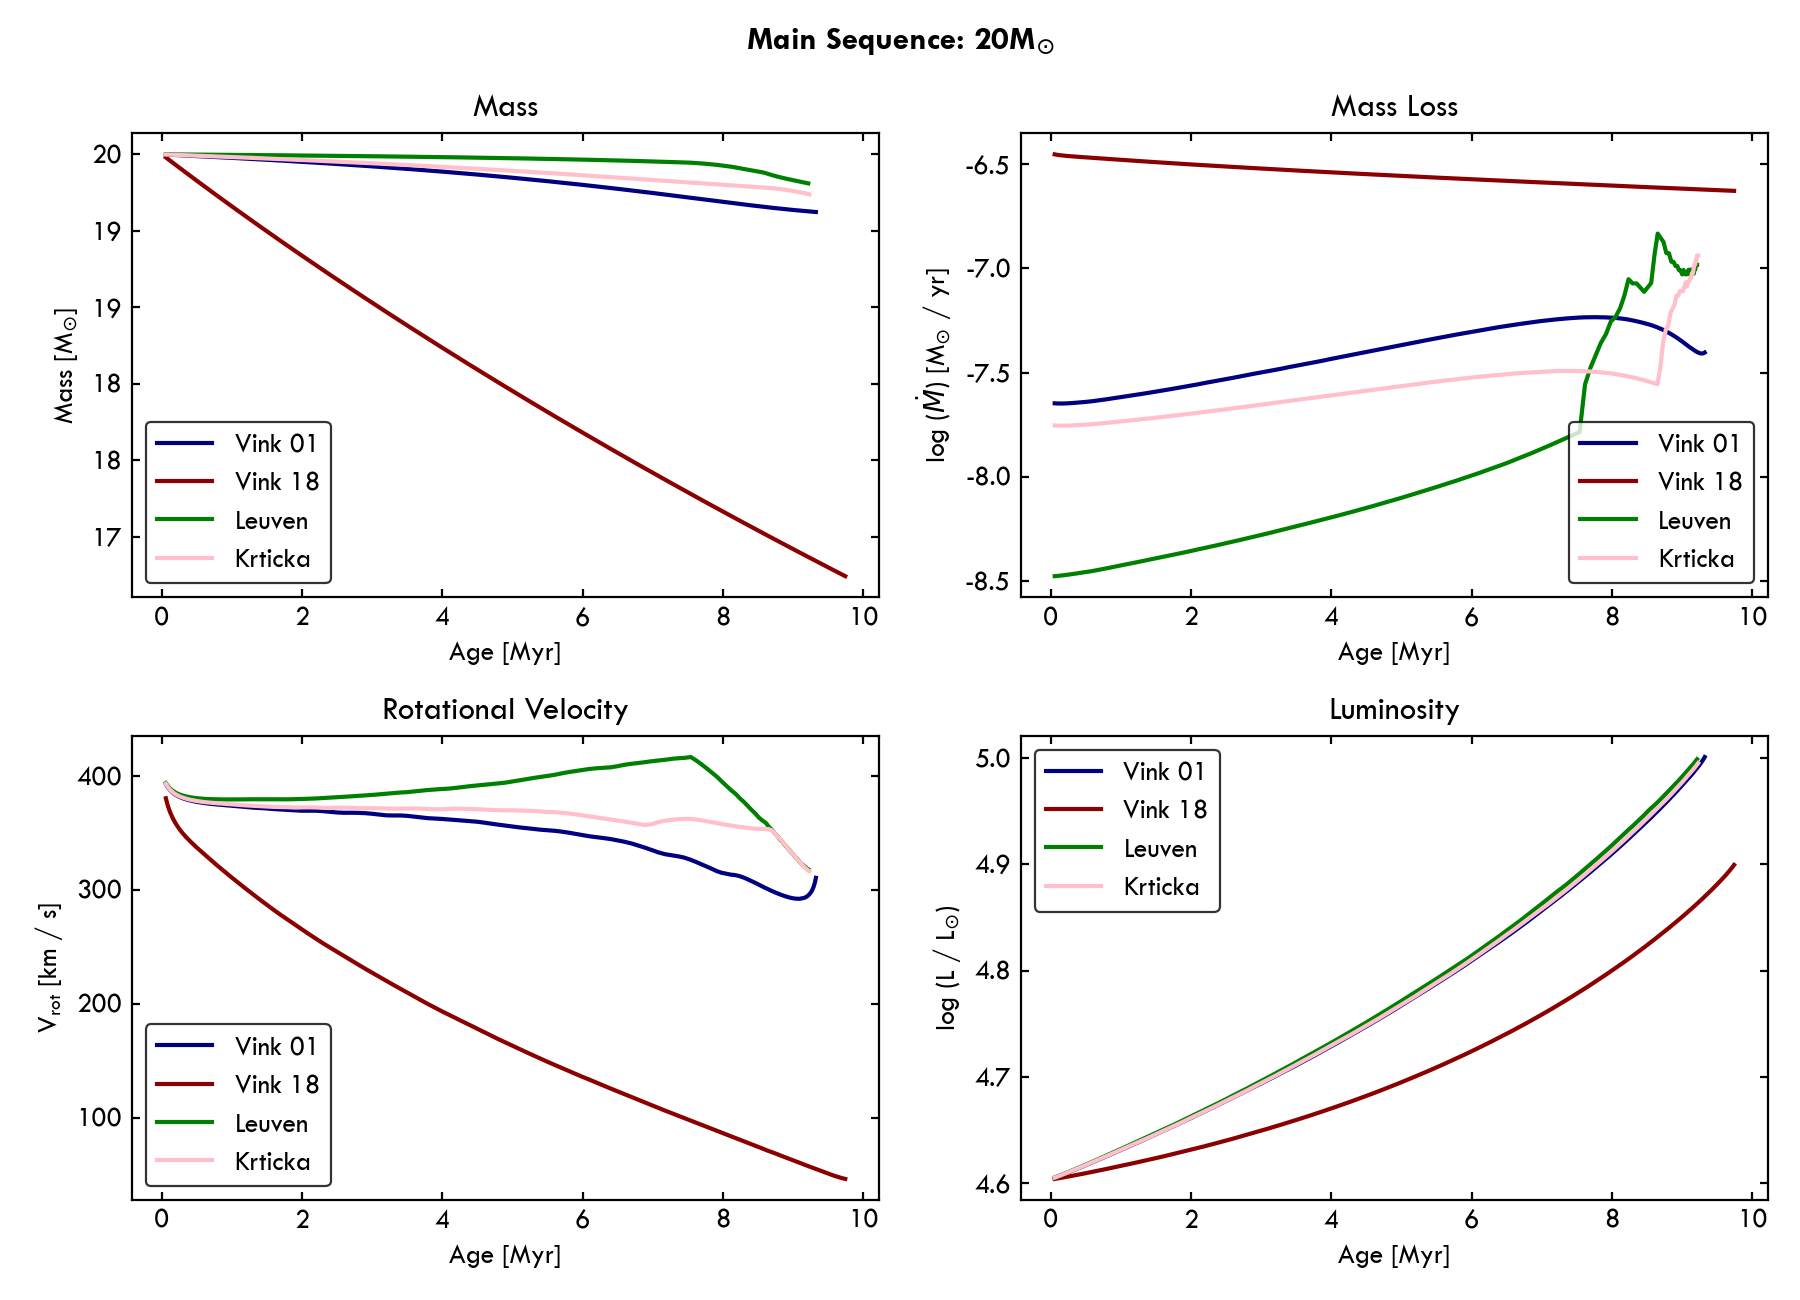 Main Sequence: 20M☉
Mass
Mass [M☉]
20
19
19
18
18
17
0 2 4 6 8 10
Age [Myr]
Vink 01
Vink 18
Leuven
Krticka
Mass Loss
log (Ṁ) [M☉ / yr]
-6.5
-7.0
-7.5
-8.0
-8.5
0 2 4 6 8 10
Age [Myr]
Vink 01
Vink 18
Leuven
Krticka
Rotational Velocity
Vrot [km / s]
400
300
200
100
0 2 4 6 8 10
Age [Myr]
Vink 01
Vink 18
Leuven
Krticka
Luminosity
log (L / L☉)
5.0
4.9
4.8
4.7
4.6
0 2 4 6 8 10
Age [Myr]
Vink 01
Vink 18
Leuven
Krticka